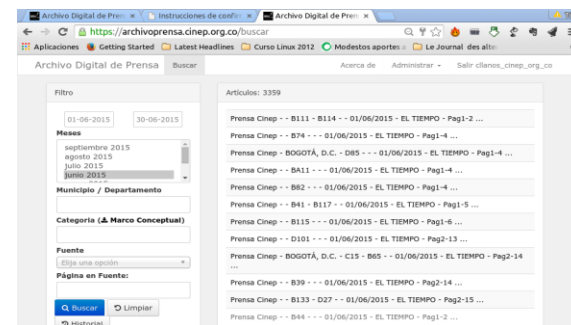 Archivo Digital de Pren
Instrucciones de confir
Archivo Digital de Pren
https://archivoprensa.cinep.org.co/buscar
Aplicaciones Getting Started Latest Headlines Curso Linux 2012 Modestos aportes a Le Journal des alte
Archivo Digital de Prensa Buscar Acerca de Administrar Salir cllanos_cinep_org_co
Filtro
01-06-2015 30-06-2015
Meses
septiembre 2015
agosto 2015
julio 2015
junio 2015
Municipio / Departamento
Categoria (Marco Conceptual)
Fuente
Elija una opción
Página en Fuente:
Buscar Limpiar
Historial
Artículos: 3359
Prensa Cinep - - B111 - B114 - - 01/06/2015 - EL TIEMPO - Pag1-2 ...
Prensa Cinep - - B74 - - - 01/06/2015 - EL TIEMPO - Pag1-4 ...
Prensa Cinep - BOGOTÁ, D.C. - D85 - - - 01/06/2015 - EL TIEMPO - Pag1-4 ...
Prensa Cinep - - BA11 - - - 01/06/2015 - EL TIEMPO - Pag1-4 ...
Prensa Cinep - - B82 - - - 01/06/2015 - EL TIEMPO - Pag1-4 ...
Prensa Cinep - - B41 - B117 - - 01/06/2015 - EL TIEMPO - Pag1-5 ...
Prensa Cinep - - B115 - - - 01/06/2015 - EL TIEMPO - Pag1-6 ...
Prensa Cinep - - D101 - - - 01/06/2015 - EL TIEMPO - Pag2-13 ...
Prensa Cinep - BOGOTÁ, D.C. - C15 - B65 - - 01/06/2015 - EL TIEMPO - Pag2-14
...
Prensa Cinep - - B39 - - - 01/06/2015 - EL TIEMPO - Pag2-14 ...
Prensa Cinep - - B133 - D27 - - 01/06/2015 - EL TIEMPO - Pag2-15 ...
Prensa Cinep - - B44 - - - 01/06/2015 - EL TIEMPO - Pag1-2 ...